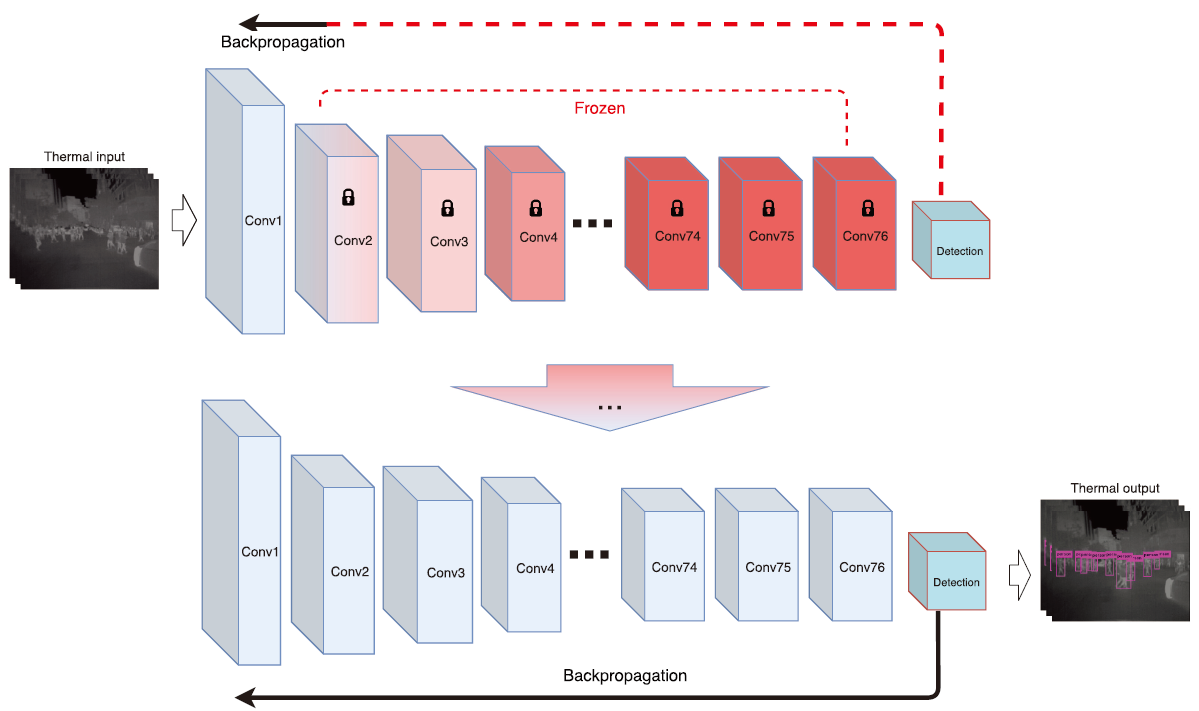 Backpropagation
Frozen
Thermal input
Conv1
Conv2
Conv3
Conv4
Conv74
Conv75
Conv76
Detection
...
Thermal output
Conv1
Conv2
Conv3
Conv4
Conv74
Conv75
Conv76
Detection
Backpropagation